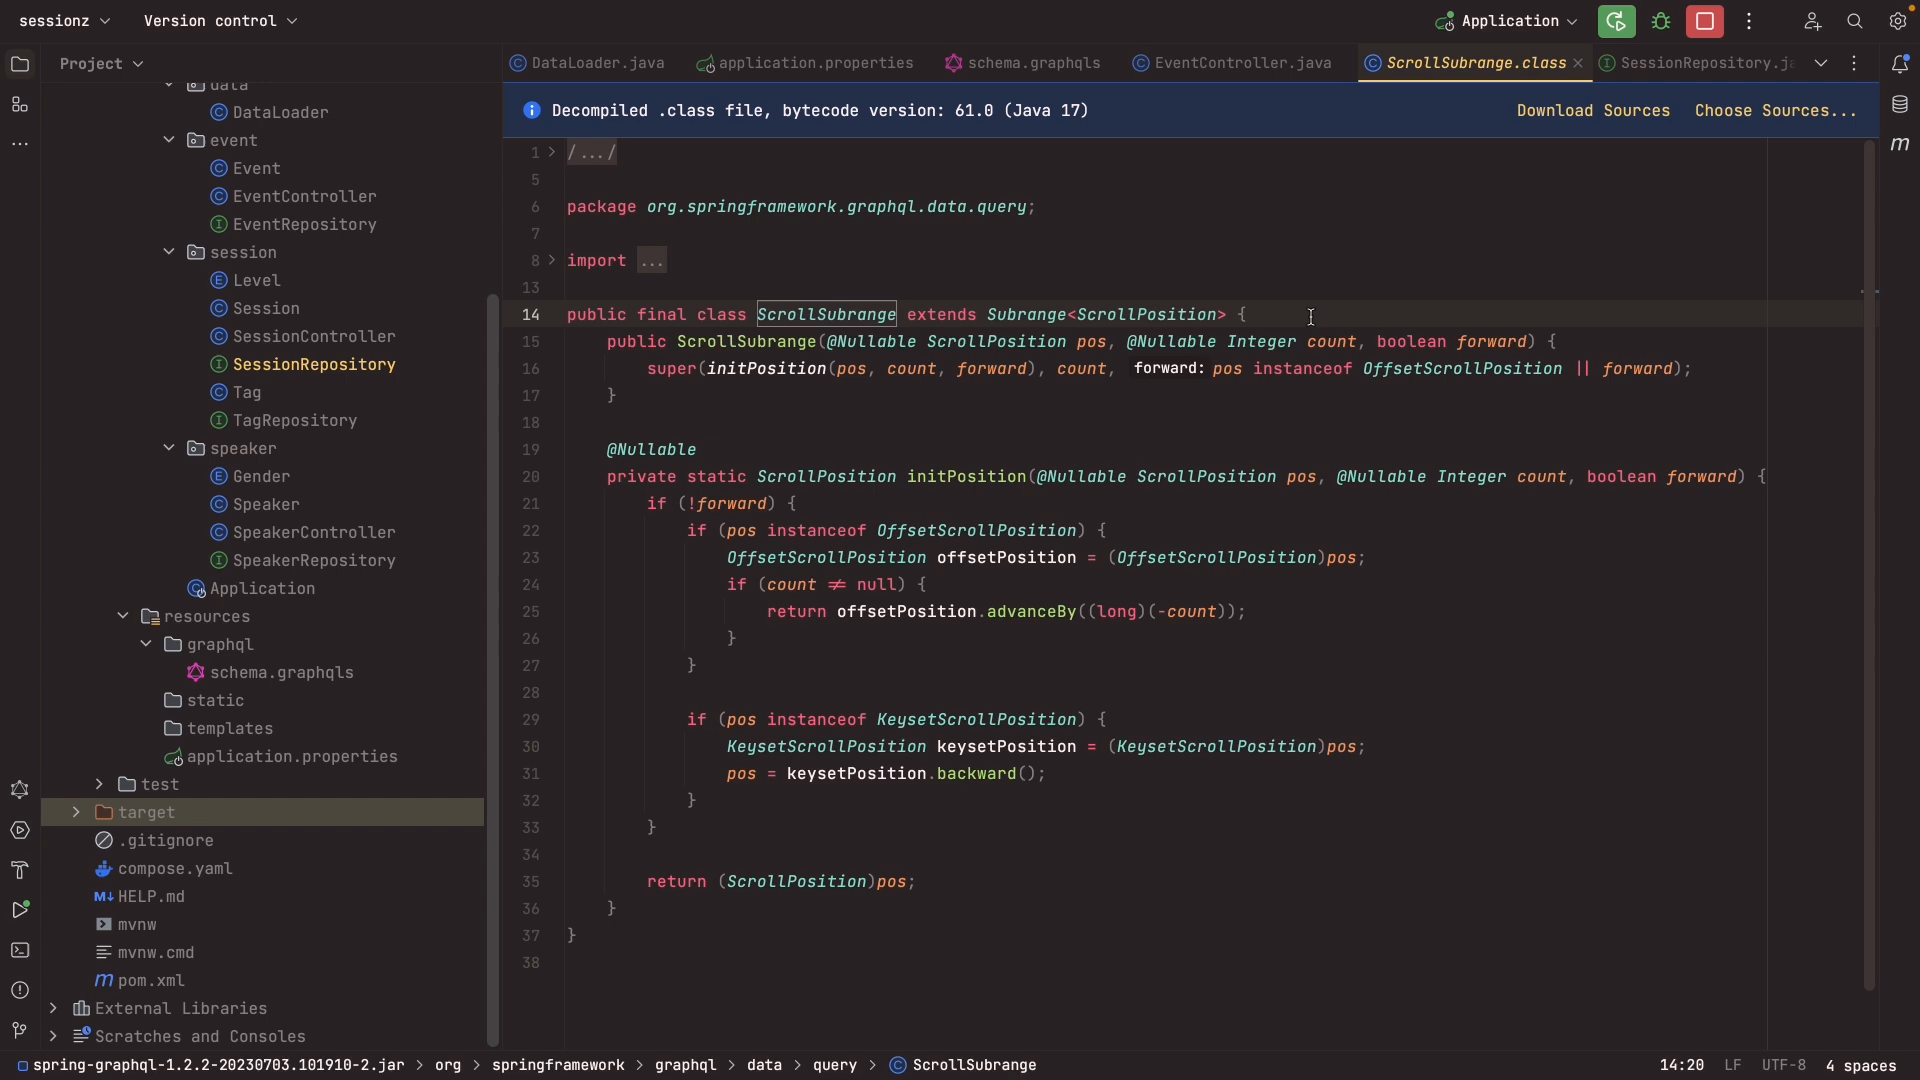 sessionz
Version control
Application
Project
DataLoader.java
application.properties
schema.graphqls
EventController.java
ScrollSubrange.class
SessionRepository.ja
Decompiled .class file, bytecode version: 61.0 (Java 17)
Download Sources
Choose Sources...
data
DataLoader
event
Event
EventController
EventRepository
session
Level
Session
SessionController
SessionRepository
Tag
TagRepository
speaker
Gender
Speaker
SpeakerController
SpeakerRepository
Application
resources
graphql
schema.graphqls
static
templates
application.properties
test
target
.gitignore
compose.yaml
HELP.md
mvnw
mvnw.cmd
pom.xml
External Libraries
Scratches and Consoles
1 /.../
5
6 package org.springframework.graphql.data.query;
7
8 import ...
13
14 public final class ScrollSubrange extends Subrange<ScrollPosition> {
15 public ScrollSubrange(@Nullable ScrollPosition pos, @Nullable Integer count, boolean forward) {
16 super(initPosition(pos, count, forward), count, forward: pos instanceof OffsetScrollPosition || forward);
17 }
18
19 @Nullable
20 private static ScrollPosition initPosition(@Nullable ScrollPosition pos, @Nullable Integer count, boolean forward) {
21 if (!forward) {
22 if (pos instanceof OffsetScrollPosition) {
23 OffsetScrollPosition offsetPosition = (OffsetScrollPosition)pos;
24 if (count ≠ null) {
25 return offsetPosition.advanceBy((long)(-count));
26 }
27 }
28
29 if (pos instanceof KeysetScrollPosition) {
30 KeysetScrollPosition keysetPosition = (KeysetScrollPosition)pos;
31 pos = keysetPosition.backward();
32 }
33 }
34
35 return (ScrollPosition)pos;
36 }
37 }
38
spring-graphql-1.2.2-20230703.101910-2.jar > org > springframework > graphql > data > query > ScrollSubrange
14:20 LF UTF-8 4 spaces